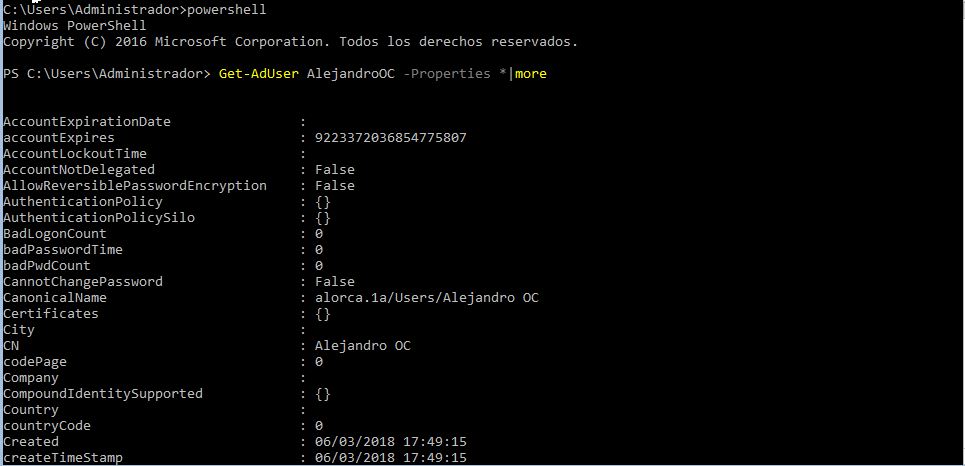 C:\Users\Administrador>powershell
Windows PowerShell
Copyright (C) 2016 Microsoft Corporation. Todos los derechos reservados.
PS C:\Users\Administrador> Get-AdUser AlejandroOC -Properties *|more
AccountExpirationDate :
accountExpires : 9223372036854775807
AccountLockoutTime :
AccountNotDelegated : False
AllowReversiblePasswordEncryption : False
AuthenticationPolicy : {}
AuthenticationPolicySilo : {}
BadLogonCount : 0
badPasswordTime : 0
badPwdCount : 0
CannotChangePassword : False
CanonicalName : alorca.1a/Users/Alejandro OC
Certificates : {}
City :
CN : Alejandro OC
codePage : 0
Company :
CompoundIdentitySupported : {}
Country :
countryCode : 0
Created : 06/03/2018 17:49:15
createTimeStamp : 06/03/2018 17:49:15